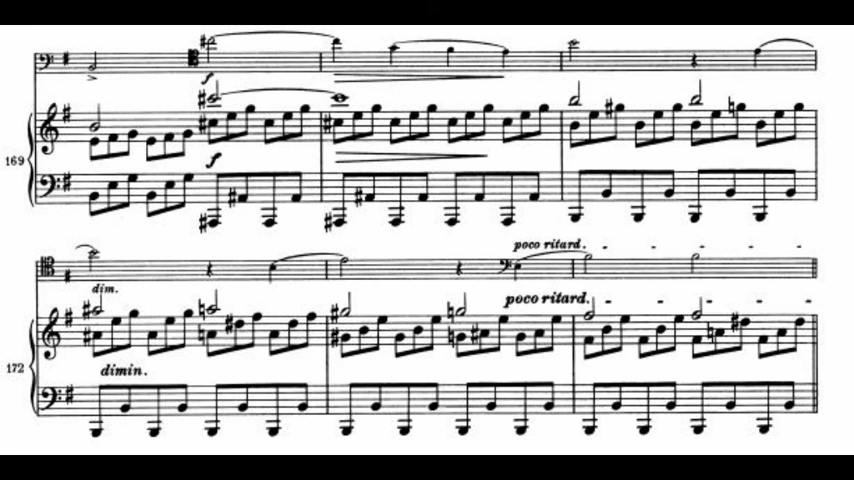 f
f
169
poco ritard.
dim.
poco ritard.
dimin.
172